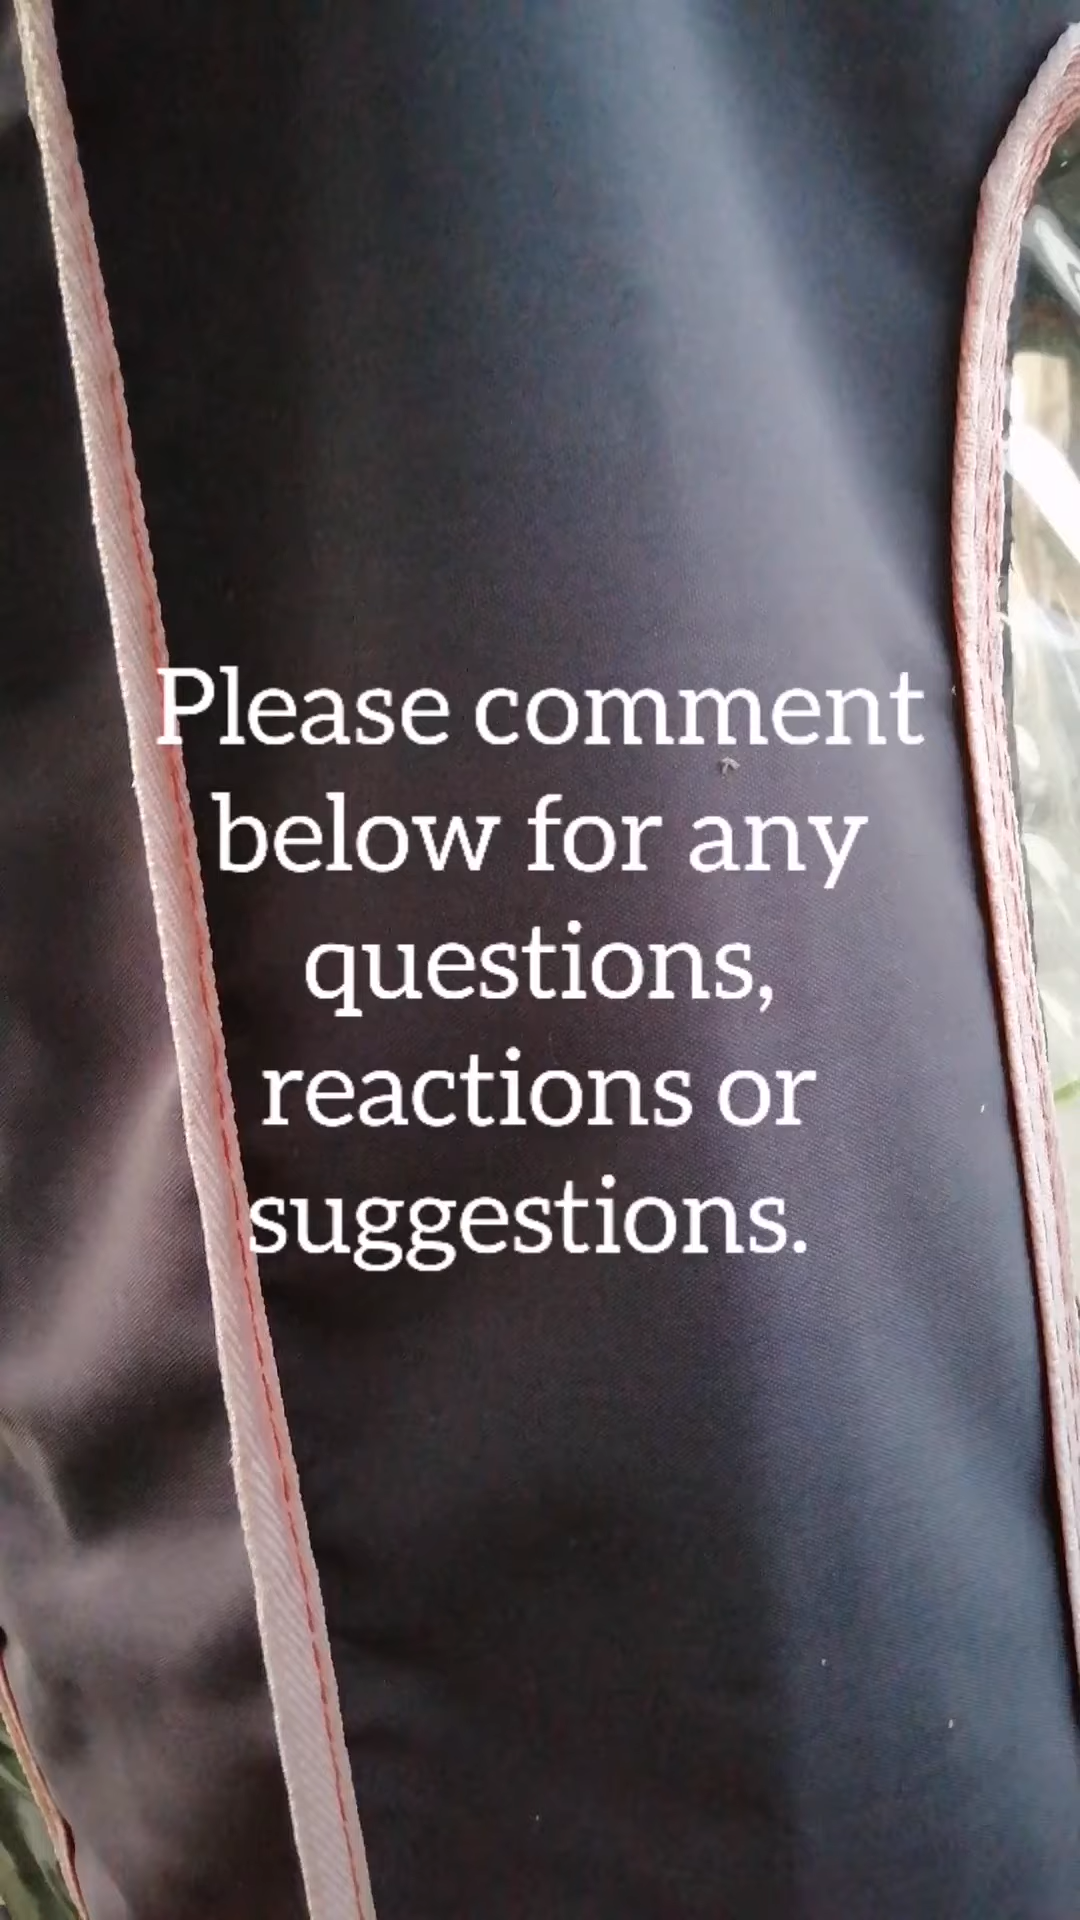 Please comment
below for any
questions,
reactions or
suggestions.